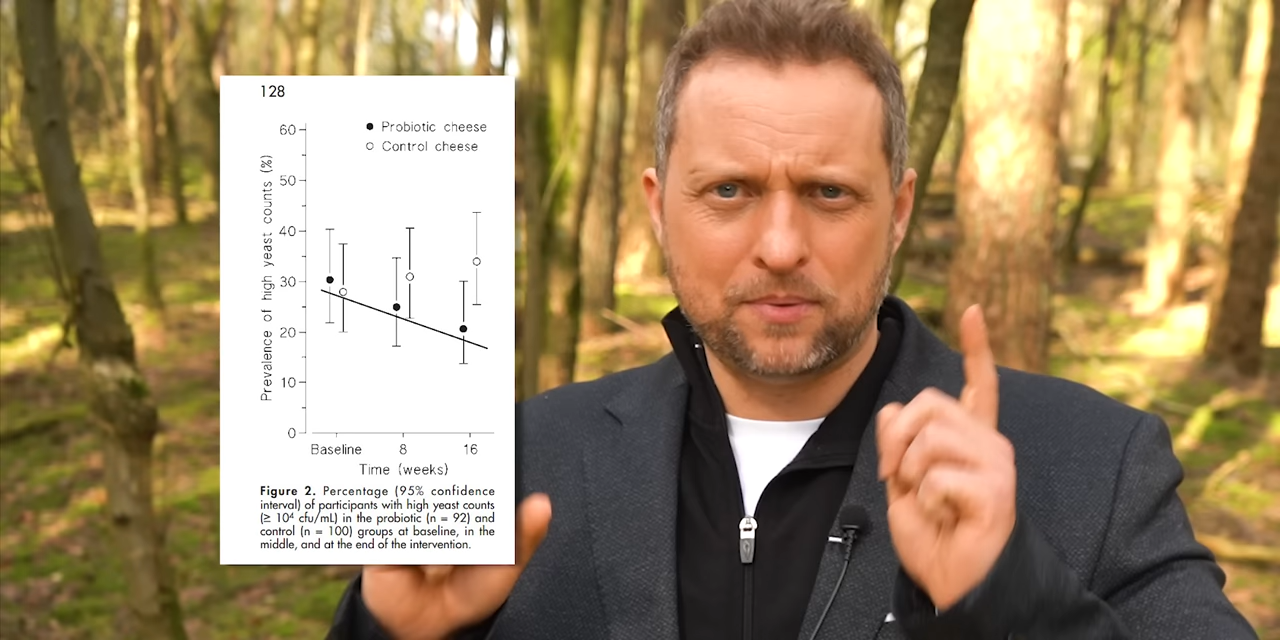 128
Probiotic cheese
Control cheese
Prevalence of high yeast counts (%)
60
50
40
30
20
10
0
Baseline 8 16
Time (weeks)
Figure 2. Percentage (95% confidence
interval) of participants with high yeast counts
(≥ 10⁴ cfu/mL) in the probiotic (n = 92) and
control (n = 100) groups at baseline, in the
middle, and at the end of the intervention.